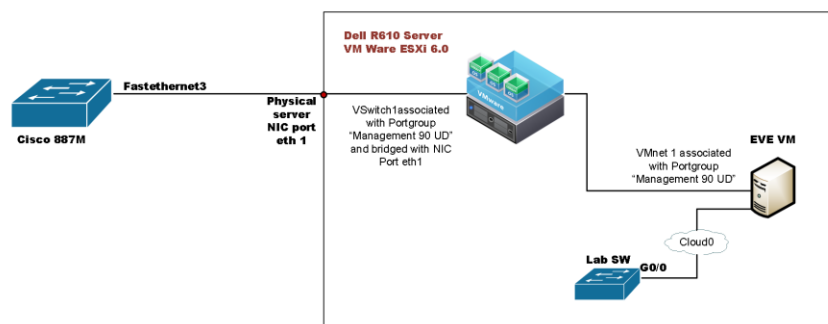 Dell R610 Server
VM Ware ESXi 6.0
Fastethernet3
Cisco 887M
Physical
server
NIC port
eth 1
VMware
VSwitch1associated
with Portgroup
“Management 90 UD”
and bridged with NIC
Port eth1
EVE VM
VMnet 1 associated
with Portgroup
“Management 90 UD”
Cloud0
Lab SW
G0/0